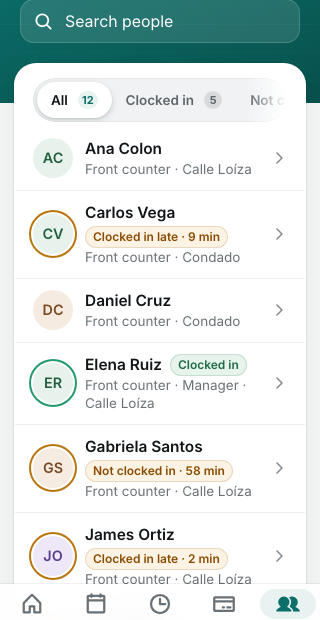 Search people
All 12 Clocked in 5 Not c
AC Ana Colon
Front counter · Calle Loíza
Carlos Vega
CV Clocked in late · 9 min
Front counter · Condado
DC Daniel Cruz
Front counter · Condado
Elena Ruiz Clocked in
ER Front counter · Manager ·
Calle Loíza
Gabriela Santos
GS Not clocked in · 58 min
Front counter · Calle Loíza
James Ortiz
JO Clocked in late · 2 min
Front counter · Calle Loíza